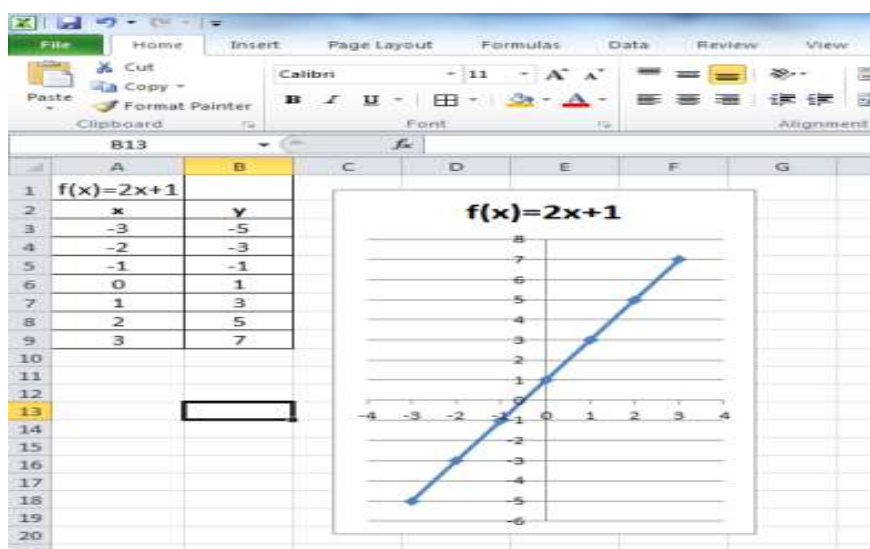 File Home Insert Page Layout Formulas Data Review View
Cut
Copy
Paste
Format Painter
Calibri 11 A A
B I U
Clipboard Font Alignment
B13 fx
A B C D E F G
1 f(x)=2x+1
2 x y
3 -3 -5
4 -2 -3
5 -1 -1
6 0 1
7 1 3
8 2 5
9 3 7
10
11
12
13
14
15
16
17
18
19
20
f(x)=2x+1
8
7
6
5
4
3
2
1
0
-4 -3 -2 -1 0 1 2 3 4
-1
-2
-3
-4
-5
-6